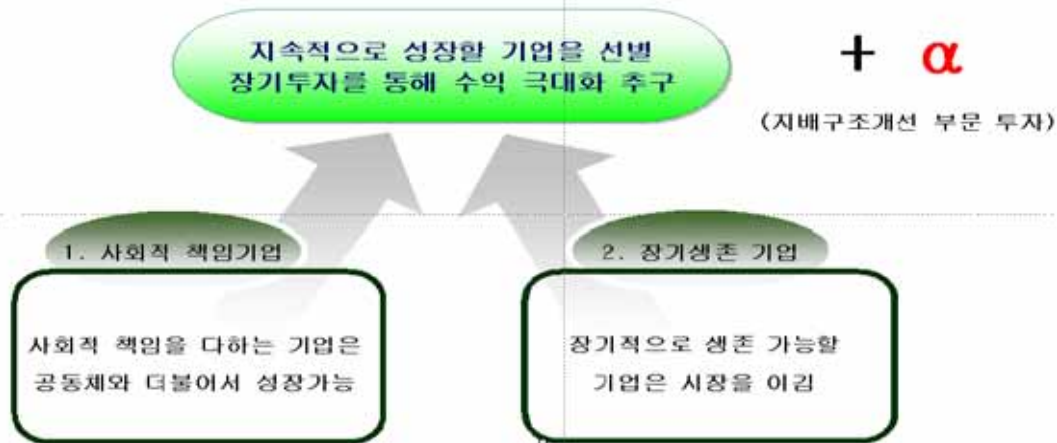 지속적으로 성장할 기업을 선별
장기투자를 통해 수익 극대화 추구
+ α
(지배구조개선 부문 투자)
1. 사회적 책임기업
사회적 책임을 다하는 기업은
공동체와 더불어서 성장가능
2. 장기생존 기업
장기적으로 생존 가능할
기업은 시장을 이김